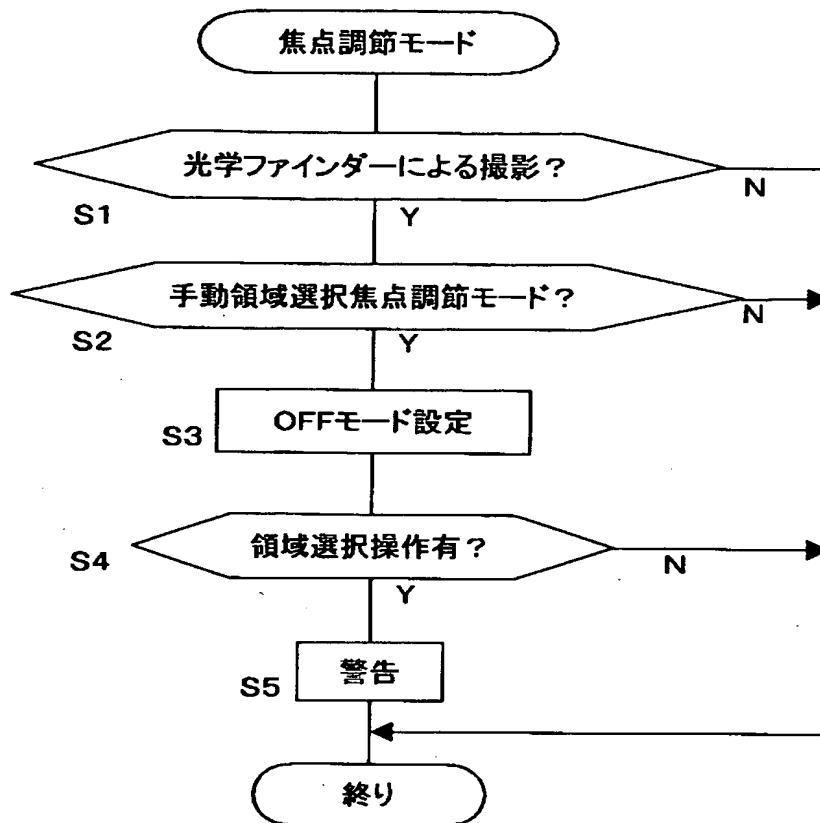 焦点調節モード
光学ファインダーによる撮影？
N
S1
Y
手動領域選択焦点調節モード？
N
S2
Y
S3
OFFモード設定
領域選択操作有？
S4
N
Y
警告
S5
終り